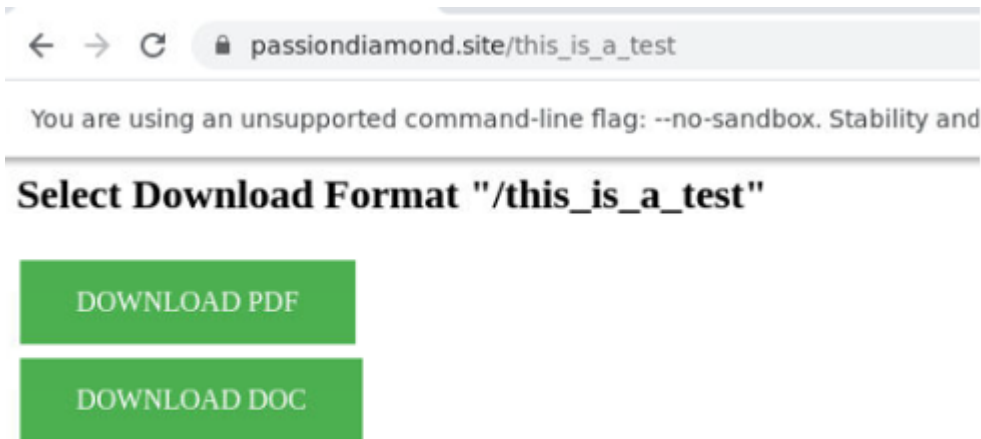 passiondiamond.site/this_is_a_test
You are using an unsupported command-line flag: --no-sandbox. Stability and
Select Download Format "/this_is_a_test"
DOWNLOAD PDF
DOWNLOAD DOC